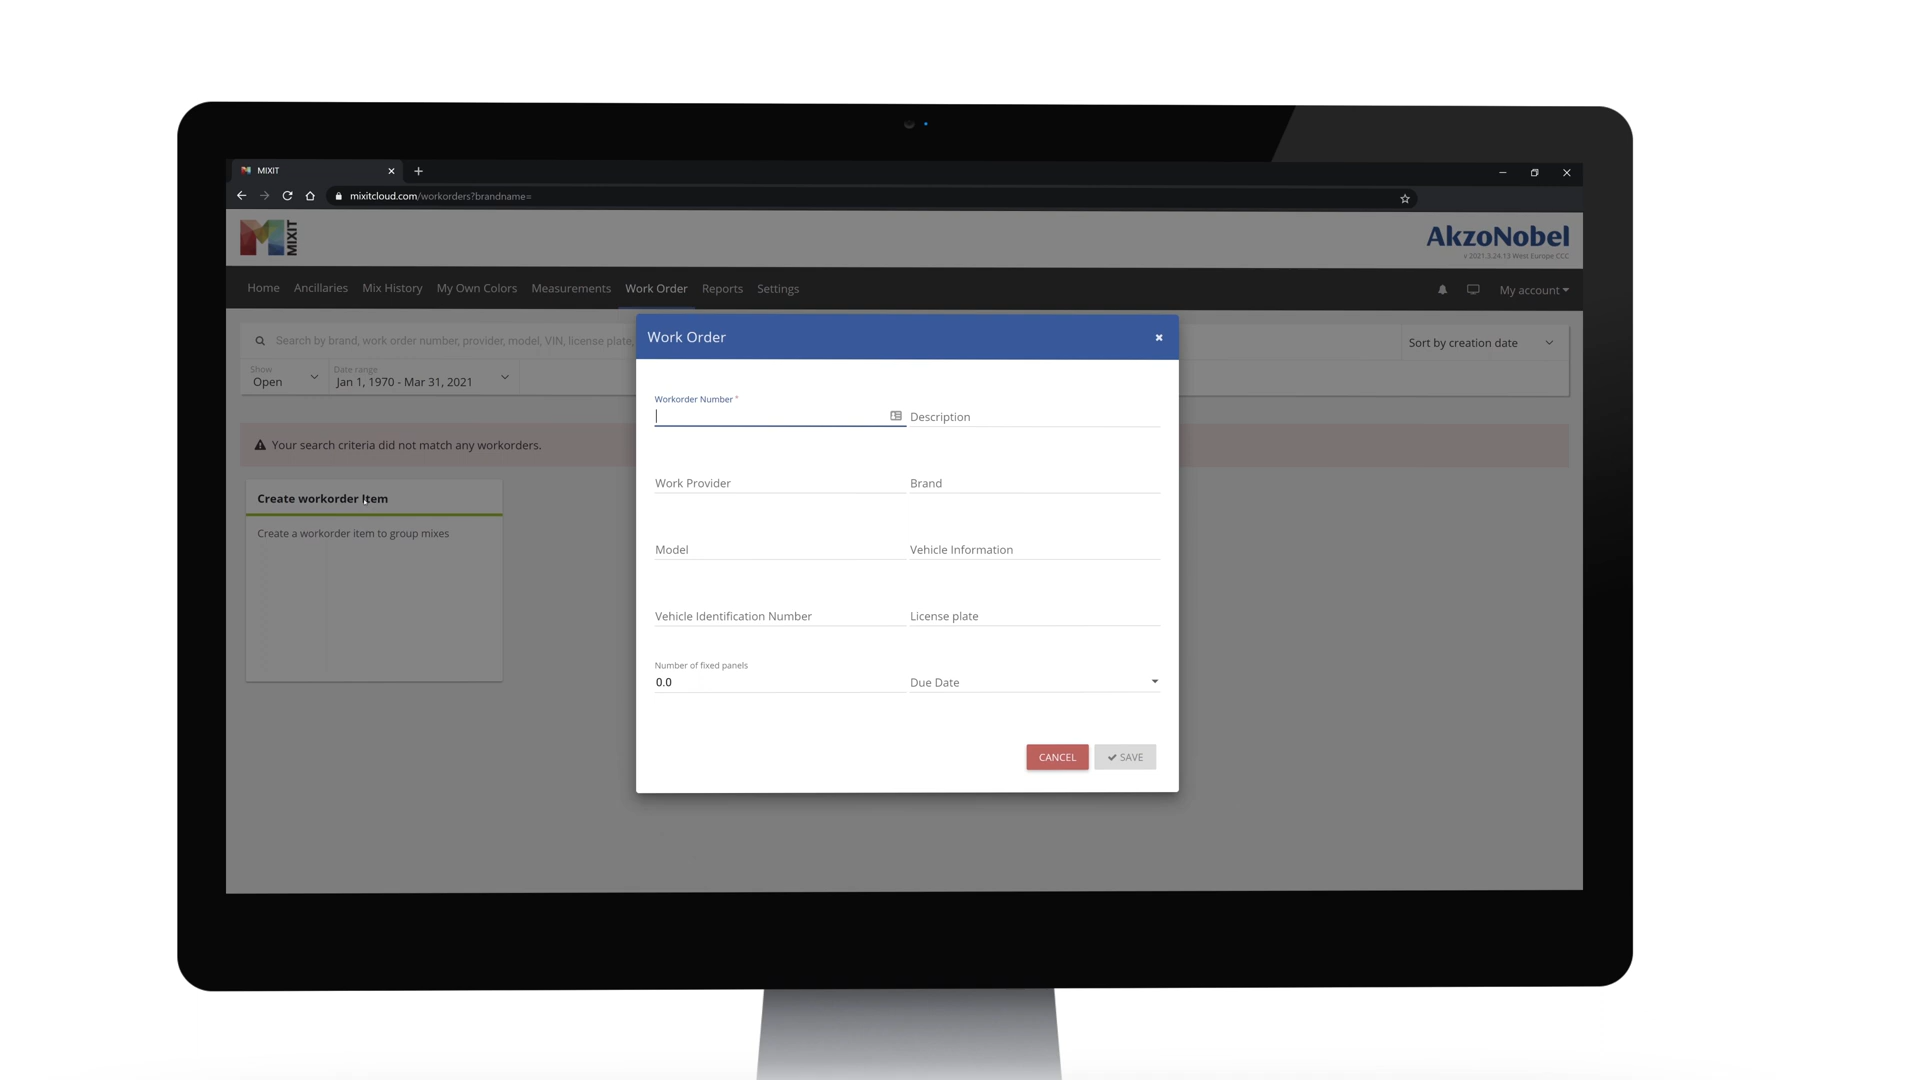 MIXIT
mixitcloud.com/workorders?brandname=
MIXIT
AkzoNobel
v 2021.3.24.13 West Europe CCC
Home Ancillaries Mix History My Own Colors Measurements Work Order Reports Settings My account
Search by brand, work order number, provider, model, VIN, license plate,
Sort by creation date
Show
Open
Date range
Jan 1, 1970 - Mar 31, 2021
Your search criteria did not match any workorders.
Create workorder item
Create a workorder item to group mixes
Work Order
Workorder Number *
Description
Work Provider
Brand
Model
Vehicle Information
Vehicle Identification Number
License plate
Number of fixed panels
0.0
Due Date
CANCEL
SAVE